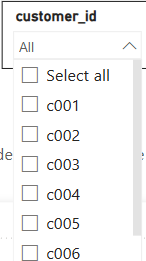 customer_id
All
Select all
c001
c002
c003
c004
c005
c006